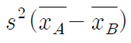 s² (x̅_A − x̅_B)